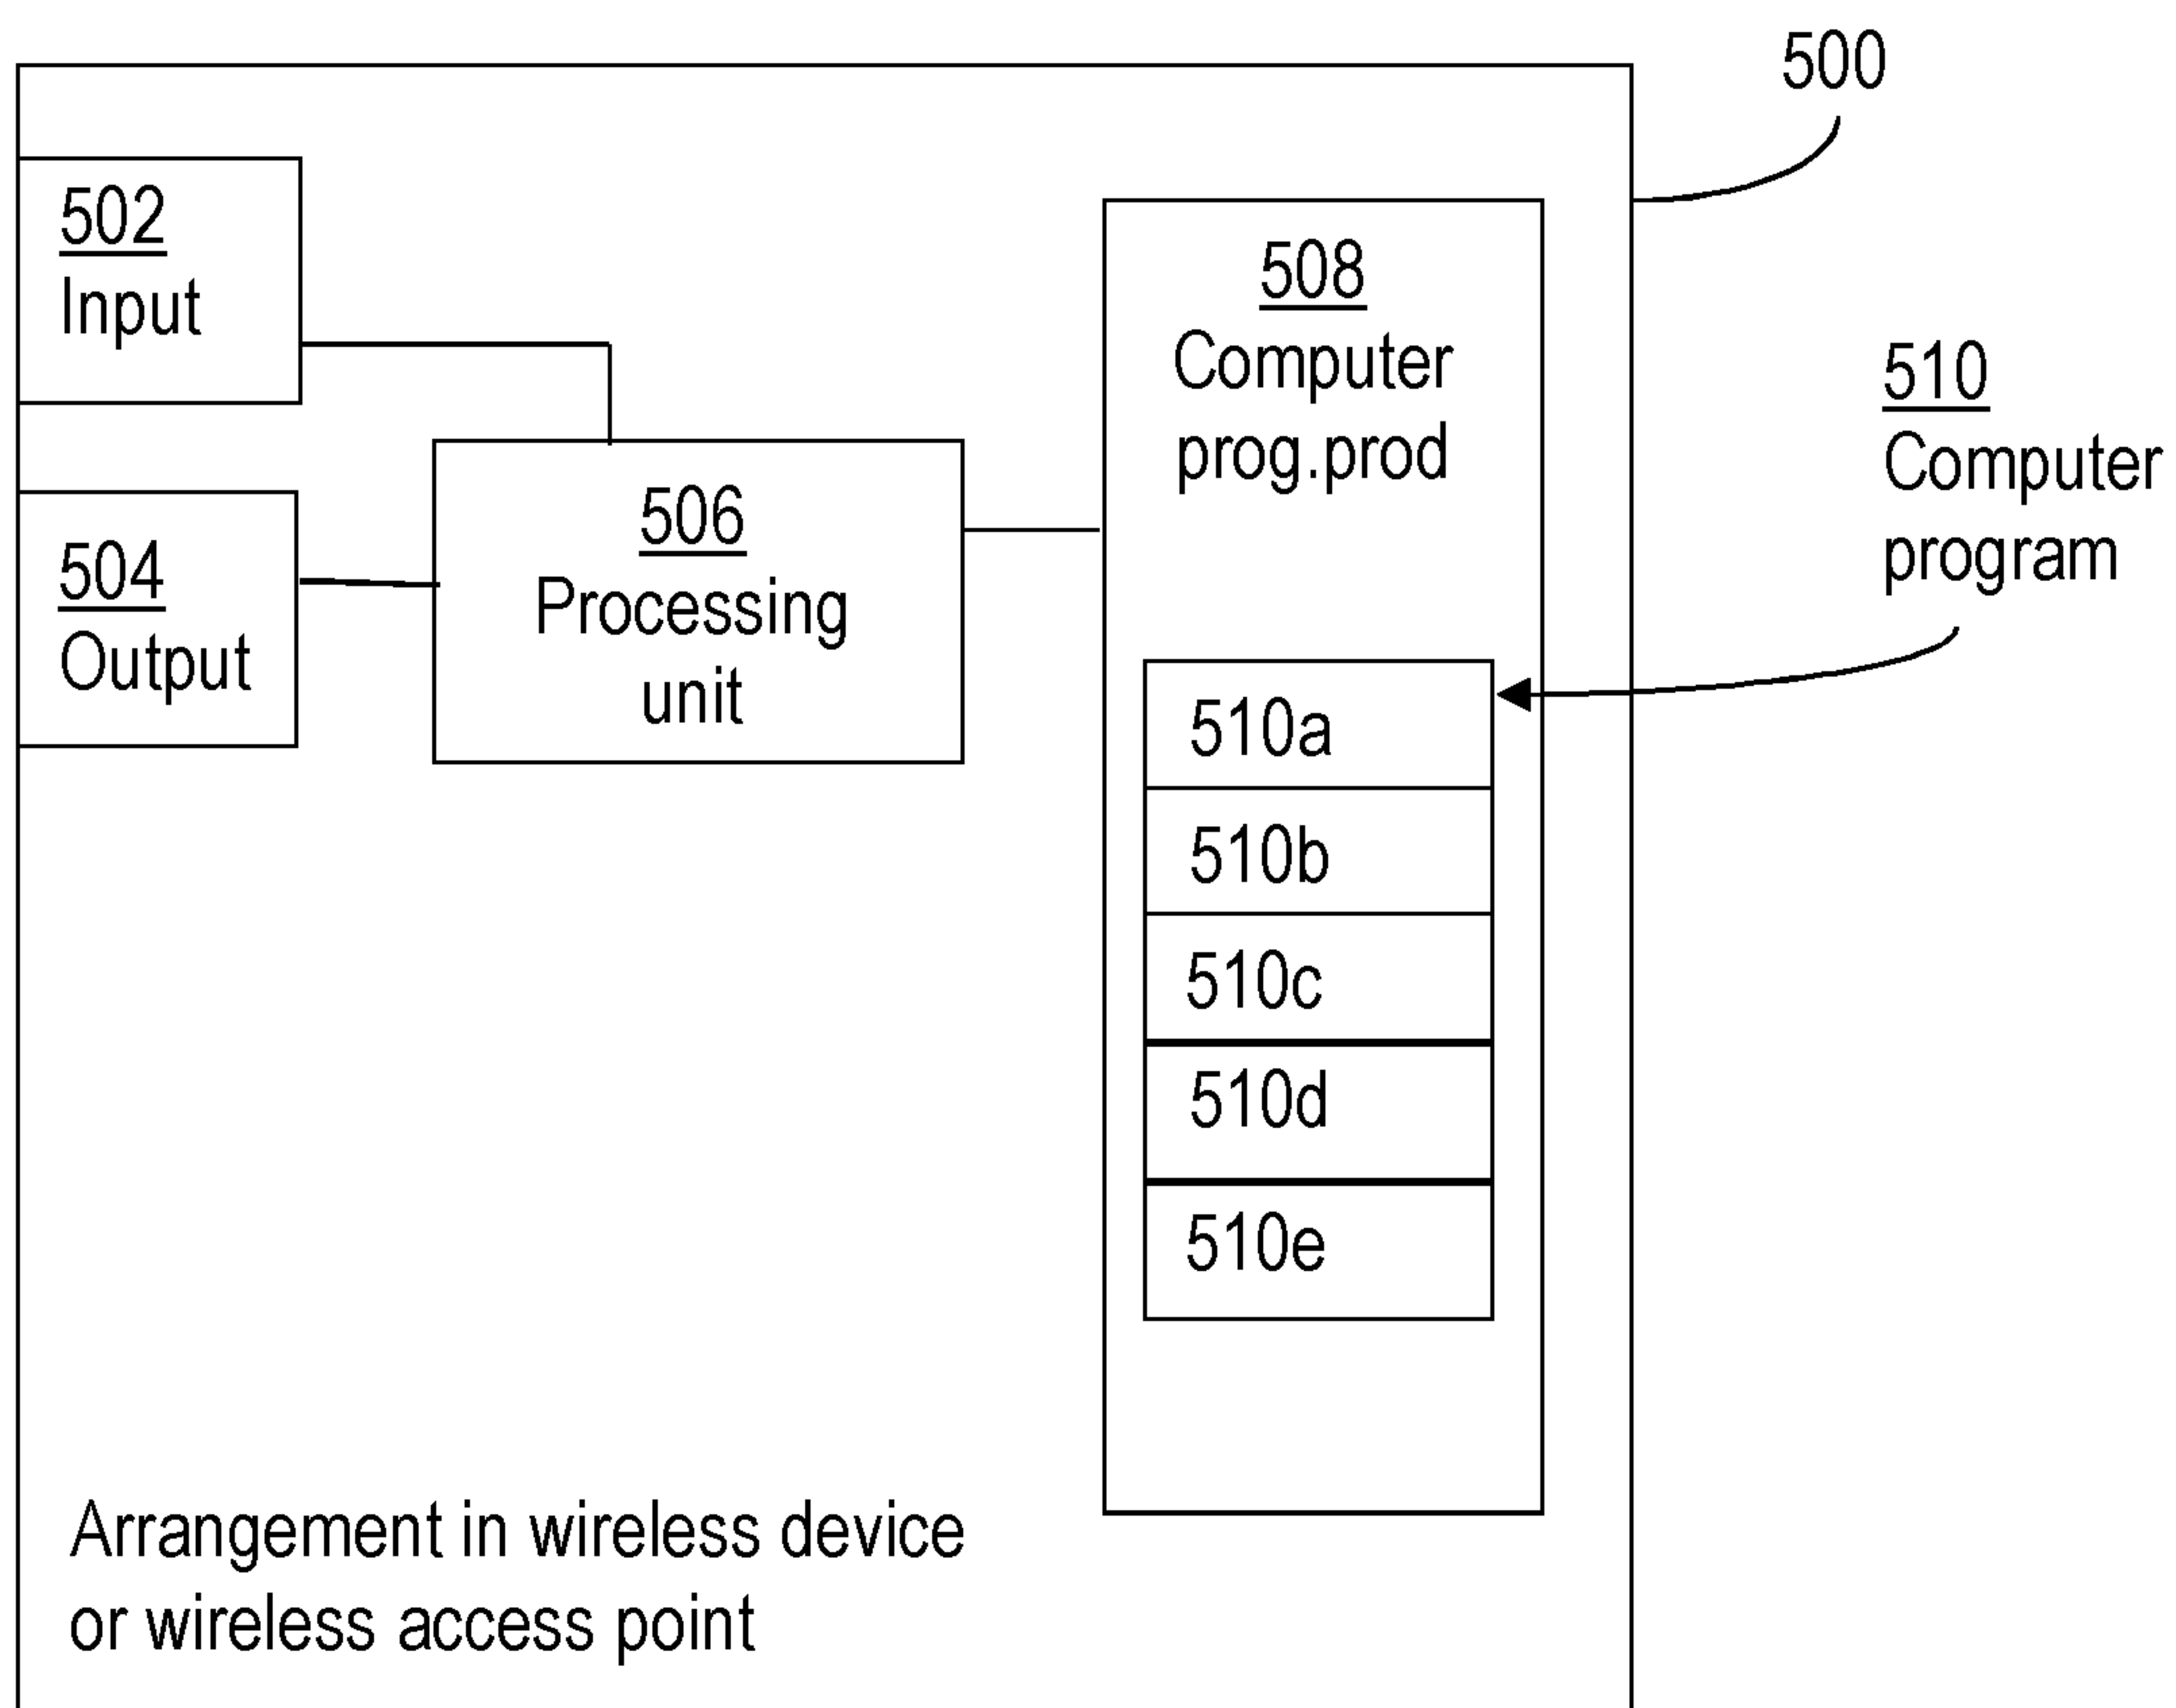 500
502
Input
504
Output
506
Processing
unit
508
Computer
prog.prod
510
Computer
program
510a
510b
510c
510d
510e
Arrangement in wireless device
or wireless access point